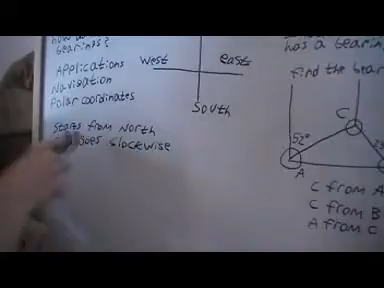 bearings?
Applications
Navigation
Polar coordinates
West
east
South
Starts from North
goes clockwise
has a bearing
find the bear
C
52°
A
C from A
C from B
A from C